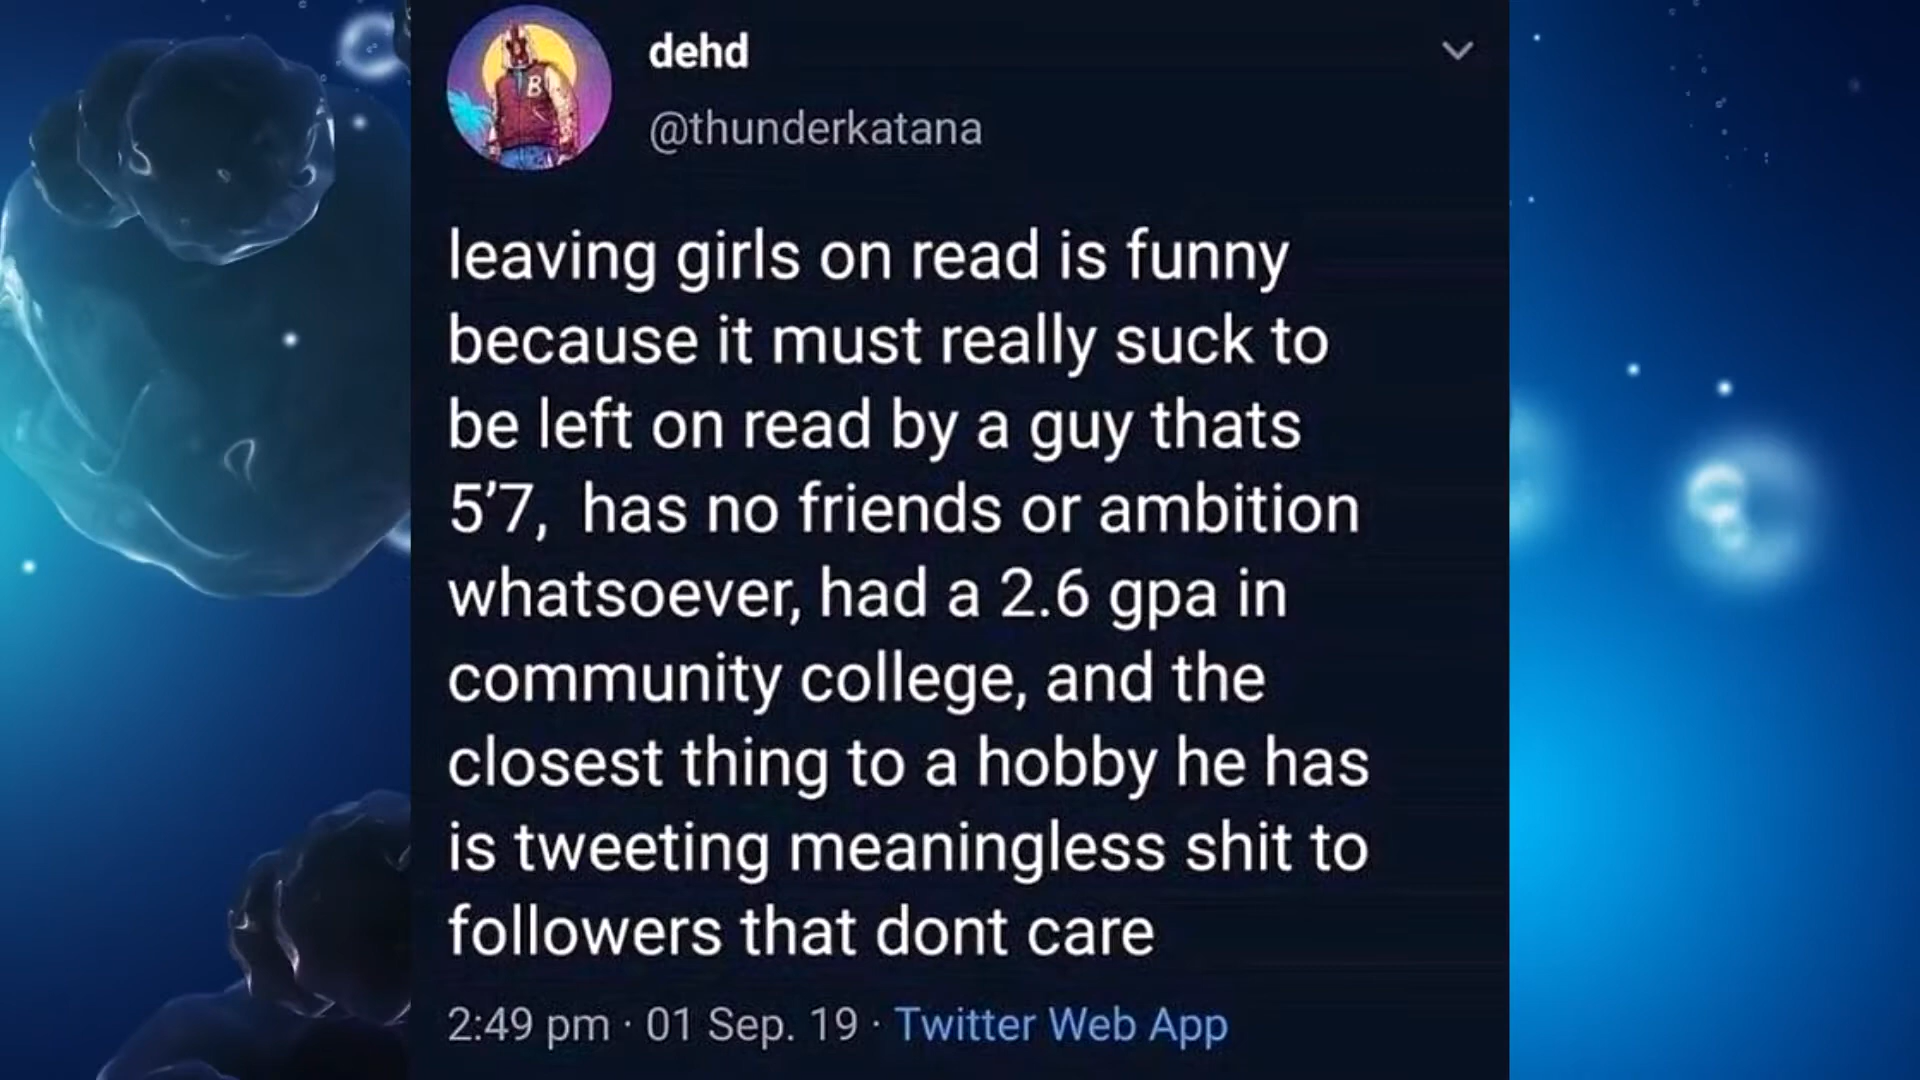 dehd
@thunderkatana
B
leaving girls on read is funny
because it must really suck to
be left on read by a guy thats
5'7, has no friends or ambition
whatsoever, had a 2.6 gpa in
community college, and the
closest thing to a hobby he has
is tweeting meaningless shit to
followers that dont care
2:49 pm · 01 Sep. 19 · Twitter Web App